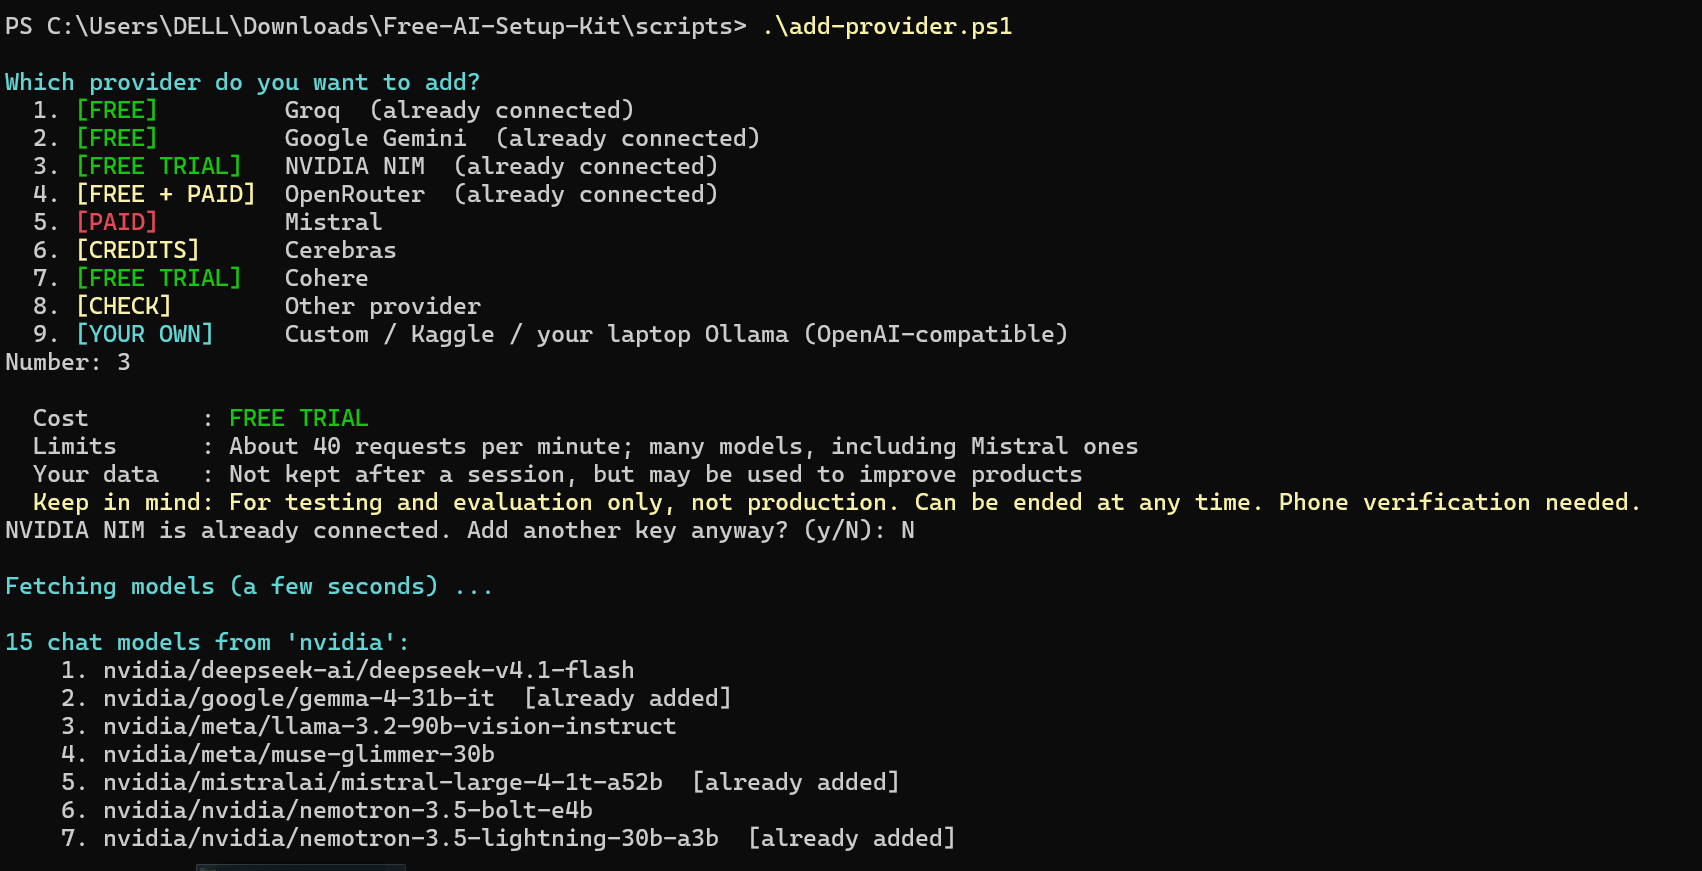 PS C:\Users\DELL\Downloads\Free-AI-Setup-Kit\scripts> .\add-provider.ps1
Which provider do you want to add?
1. [FREE] Groq (already connected)
2. [FREE] Google Gemini (already connected)
3. [FREE TRIAL] NVIDIA NIM (already connected)
4. [FREE + PAID] OpenRouter (already connected)
5. [PAID] Mistral
6. [CREDITS] Cerebras
7. [FREE TRIAL] Cohere
8. [CHECK] Other provider
9. [YOUR OWN] Custom / Kaggle / your laptop Ollama (OpenAI-compatible)
Number: 3
Cost : FREE TRIAL
Limits : About 40 requests per minute; many models, including Mistral ones
Your data : Not kept after a session, but may be used to improve products
Keep in mind: For testing and evaluation only, not production. Can be ended at any time. Phone verification needed.
NVIDIA NIM is already connected. Add another key anyway? (y/N): N
Fetching models (a few seconds) ...
15 chat models from 'nvidia':
1. nvidia/deepseek-ai/deepseek-v4.1-flash
2. nvidia/google/gemma-4-31b-it [already added]
3. nvidia/meta/llama-3.2-90b-vision-instruct
4. nvidia/meta/muse-glimmer-30b
5. nvidia/mistralai/mistral-large-4-1t-a52b [already added]
6. nvidia/nvidia/nemotron-3.5-bolt-e4b
7. nvidia/nvidia/nemotron-3.5-lightning-30b-a3b [already added]